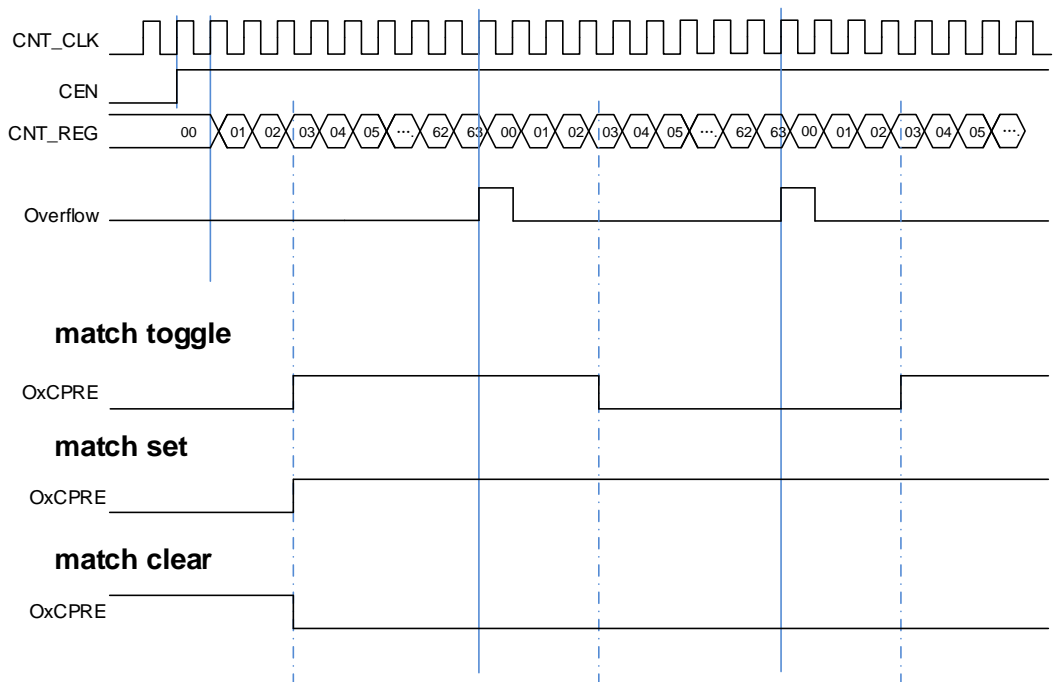 CNT_CLK
CEN
CNT_REG 00 01 02 03 04 05 ···. 62 63 00 01 02 03 04 05 ···. 62 63 00 01 02 03 04 05 ···.
Overflow
match toggle
OxCPRE
match set
OxCPRE
match clear
OxCPRE